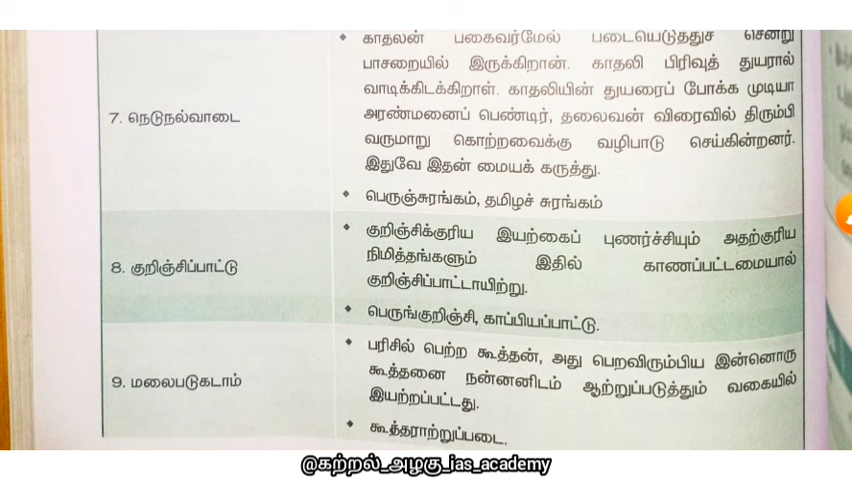 காதலன் பகைவர்மேல் படையெடுத்துச் சென்று
பாசறையில் இருக்கிறான். காதலி பிரிவுத் துயரால்
வாடிக்கிடக்கிறாள். காதலியின் துயரைப் போக்க முடியா
7. நெடுநல்வாடை
அரண்மனைப் பெண்டிர், தலைவன் விரைவில் திரும்பி
வருமாறு கொற்றவைக்கு வழிபாடு செய்கின்றனர்.
இதுவே இதன் மையக் கருத்து.
பெருஞ்சுரங்கம், தமிழச் சுரங்கம்
8. குறிஞ்சிப்பாட்டு
குறிஞ்சிக்குரிய இயற்கைப் புணர்ச்சியும் அதற்குரிய
நிமித்தங்களும் இதில் காணப்பட்டமையால்
குறிஞ்சிப்பாட்டாயிற்று.
பெருங்குறிஞ்சி, காப்பியப்பாட்டு.
9. மலைபடுகடாம்
பரிசில் பெற்ற கூத்தன், அது பெறவிரும்பிய இன்னொரு
கூத்தனை நன்னனிடம் ஆற்றுப்படுத்தும் வகையில்
இயற்றப்பட்டது.
கூத்தராற்றுப்படை.
@கற்றல்_அழகு_ias_academy